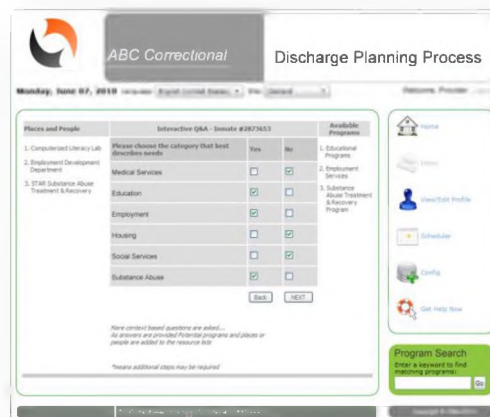 ABC Correctional
Discharge Planning Process
Monday, June 07, 2010
Places and People
Interactive Q&A - Inmate #2873653
Available Programs
1. Computerized Literacy Lab
2. Employment Development
Department
3. STAR Substance Abuse
Treatment & Recovery
Please choose the category that best
describes needs
Yes
No
Medical Services
Education
Employment
Housing
Social Services
Substance Abuse
Back
NEXT
1. Educational
Programs
2. Employment
Services
3. Substance
Abuse Treatment
& Recovery
Program
More context based questions are asked....
As answers are provided Potential programs and places or
people are added to the resource lists
*means additional steps may be required
Home
Inbox
View/Edit Profile
Scheduler
Config
Get Help Now
Program Search
Enter a keyword to find
matching programs:
Go